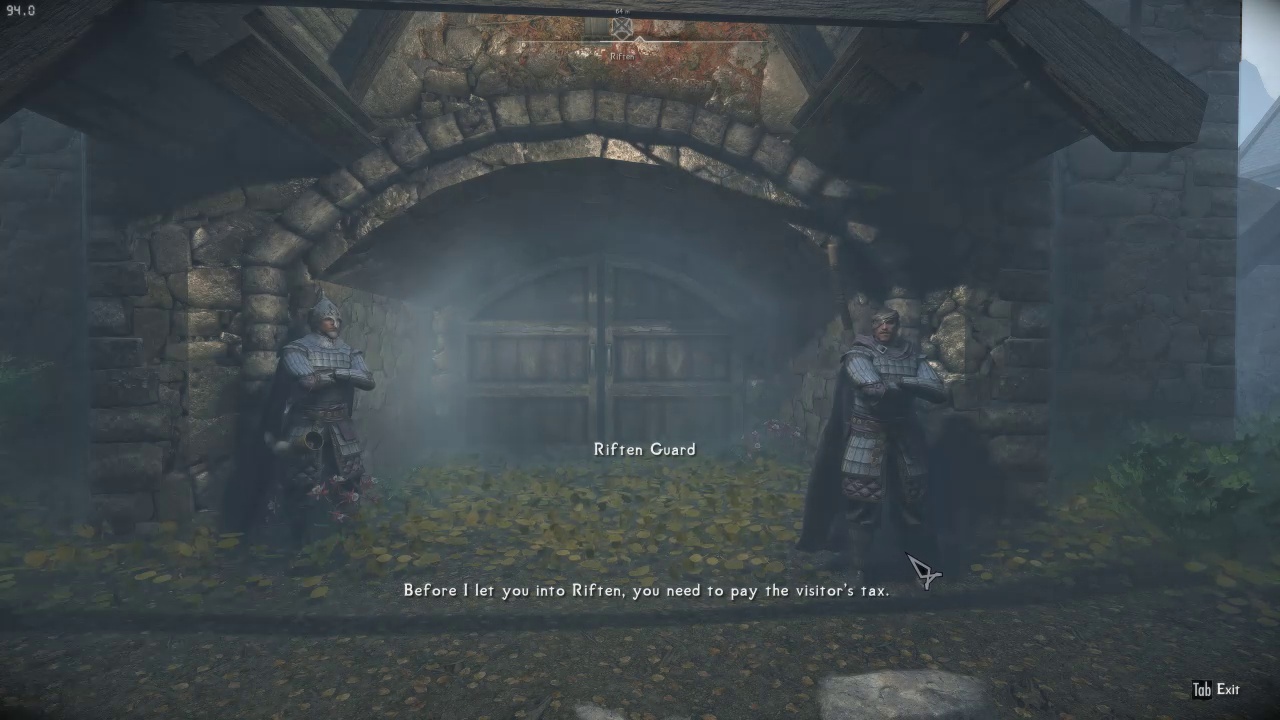 94.0
64 m
Riften
Riften Guard
Before I let you into Riften, you need to pay the visitor's tax.
Tab Exit